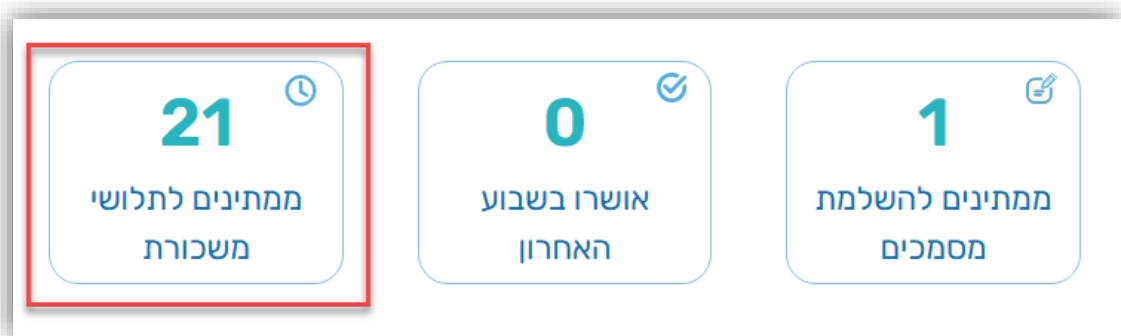 1
ממתינים להשלמת
מסמכים
0
אושרו בשבוע
האחרון
21
ממתינים לתלושי
משכורת